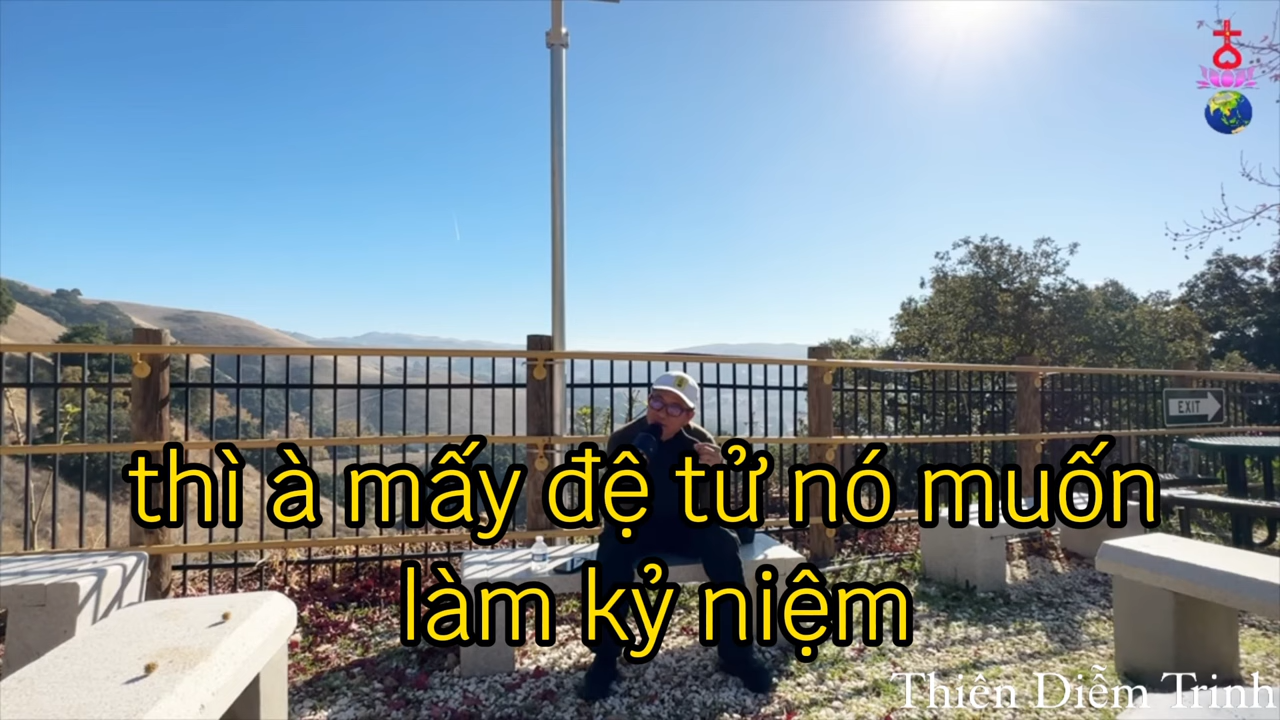 EXIT
thì à mấy đệ tử nó muốn
làm kỷ niệm
Thiên Diễm Trinh